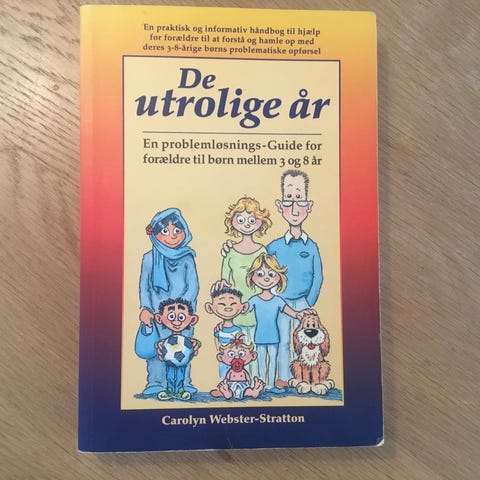 En praktisk og informativ håndbog til hjælp
for forældre til at forstå og hamle op med
deres 3-8-årige børns problematiske opførsel
De
utrolige år
En problemløsnings-Guide for
forældre til børn mellem 3 og 8 år
Carolyn Webster-Stratton